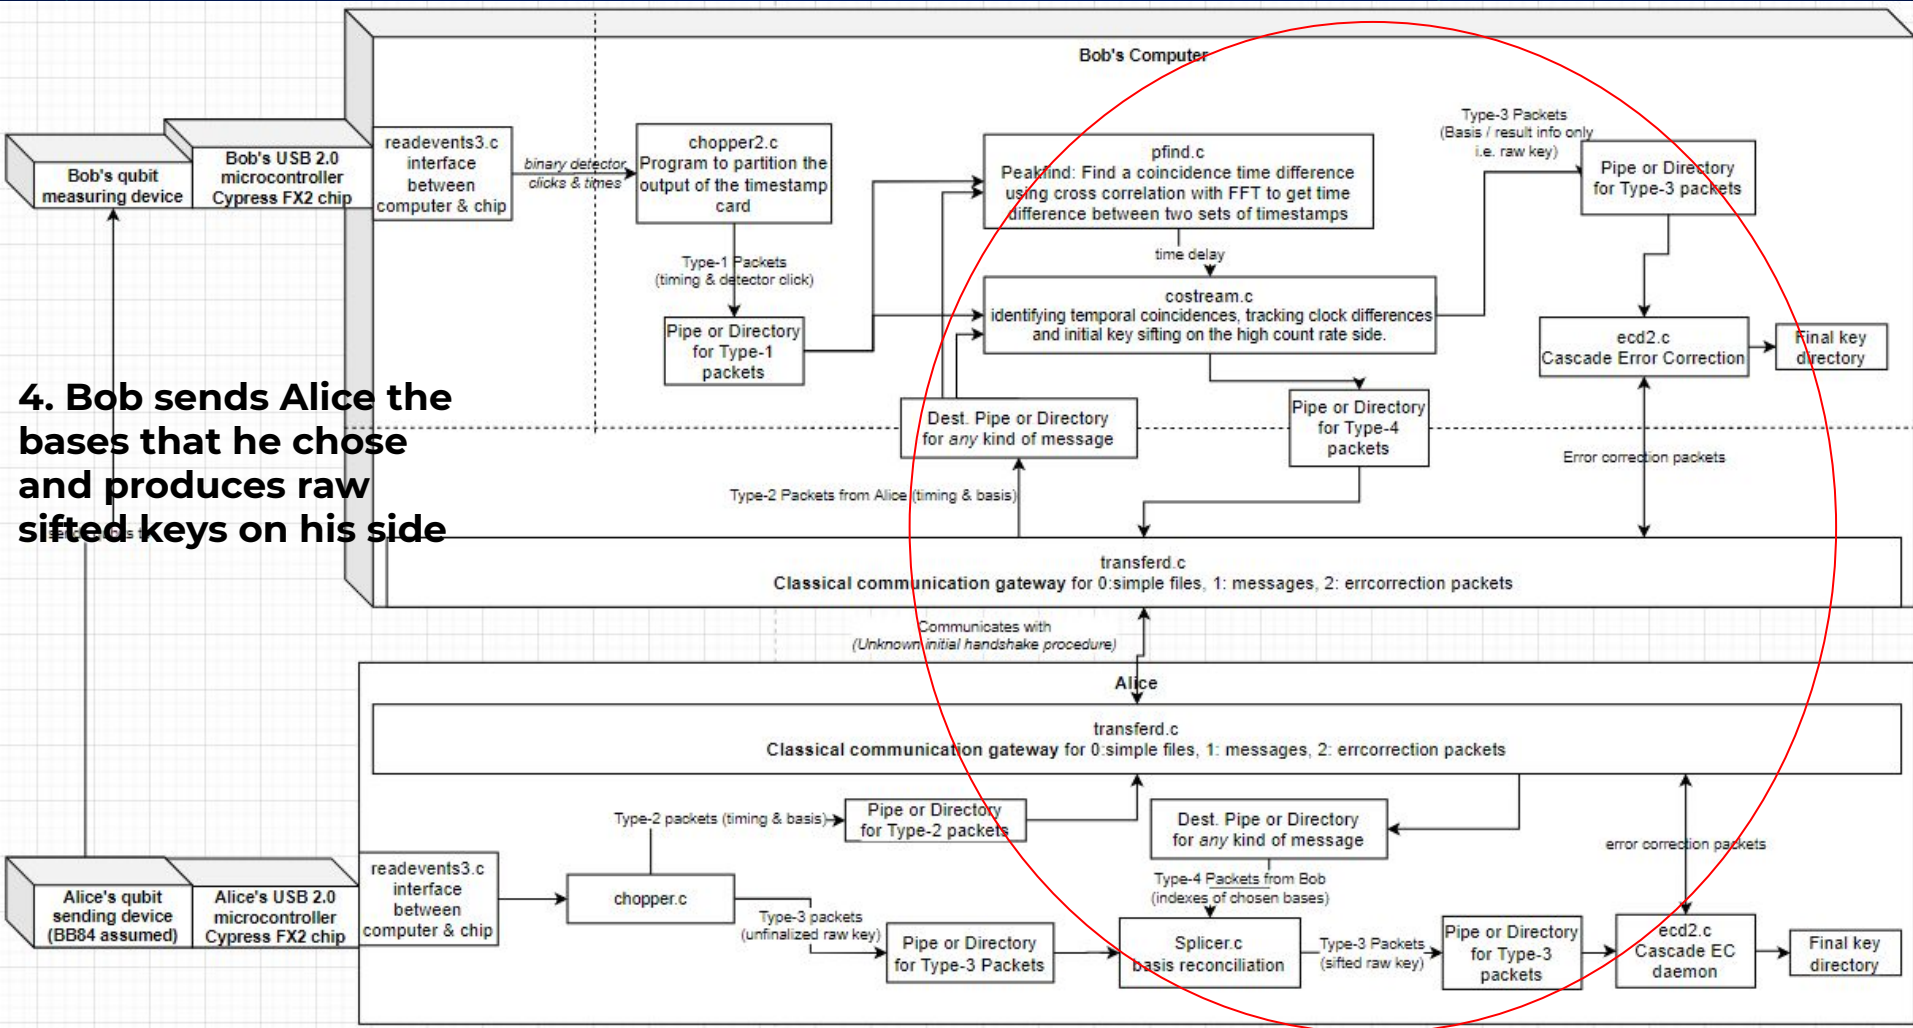 Bob's Computer
Bob's qubit
measuring device
Bob's USB 2.0
microcontroller
Cypress FX2 chip
readevents3.c
interface
between
computer & chip
binary detector
clicks & times
chopper2.c
Program to partition the
output of the timestamp
card
Type-1 Packets
(timing & detector click)
Pipe or Directory
for Type-1
packets
pfind.c
Peakfind: Find a coincidence time difference
using cross correlation with FFT to get time
difference between two sets of timestamps
time delay
costream.c
identifying temporal coincidences, tracking clock differences
and initial key sifting on the high count rate side.
Type-3 Packets
(Basis / result info only
i.e. raw key)
Pipe or Directory
for Type-3 packets
ecd2.c
Cascade Error Correction
Final key
directory
4. Bob sends Alice the
bases that he chose
and produces raw
sifted keys on his side
Dest. Pipe or Directory
for any kind of message
Pipe or Directory
for Type-4
packets
Error correction packets
Type-2 Packets from Alice (timing & basis)
transferd.c
Classical communication gateway for 0:simple files, 1: messages, 2: errcorrection packets
Communicates with
(Unknown initial handshake procedure)
Alice
transferd.c
Classical communication gateway for 0:simple files, 1: messages, 2: errcorrection packets
Type-2 packets (timing & basis)
Pipe or Directory
for Type-2 packets
Dest. Pipe or Directory
for any kind of message
error correction packets
Alice's qubit
sending device
(BB84 assumed)
Alice's USB 2.0
microcontroller
Cypress FX2 chip
readevents3.c
interface
between
computer & chip
chopper.c
Type-3 packets
(unfinalized raw key)
Pipe or Directory
for Type-3 Packets
Type-4 Packets from Bob
(indexes of chosen bases)
Splicer.c
basis reconciliation
Type-3 Packets
(sifted raw key)
Pipe or Directory
for Type-3
packets
ecd2.c
Cascade EC
daemon
Final key
directory